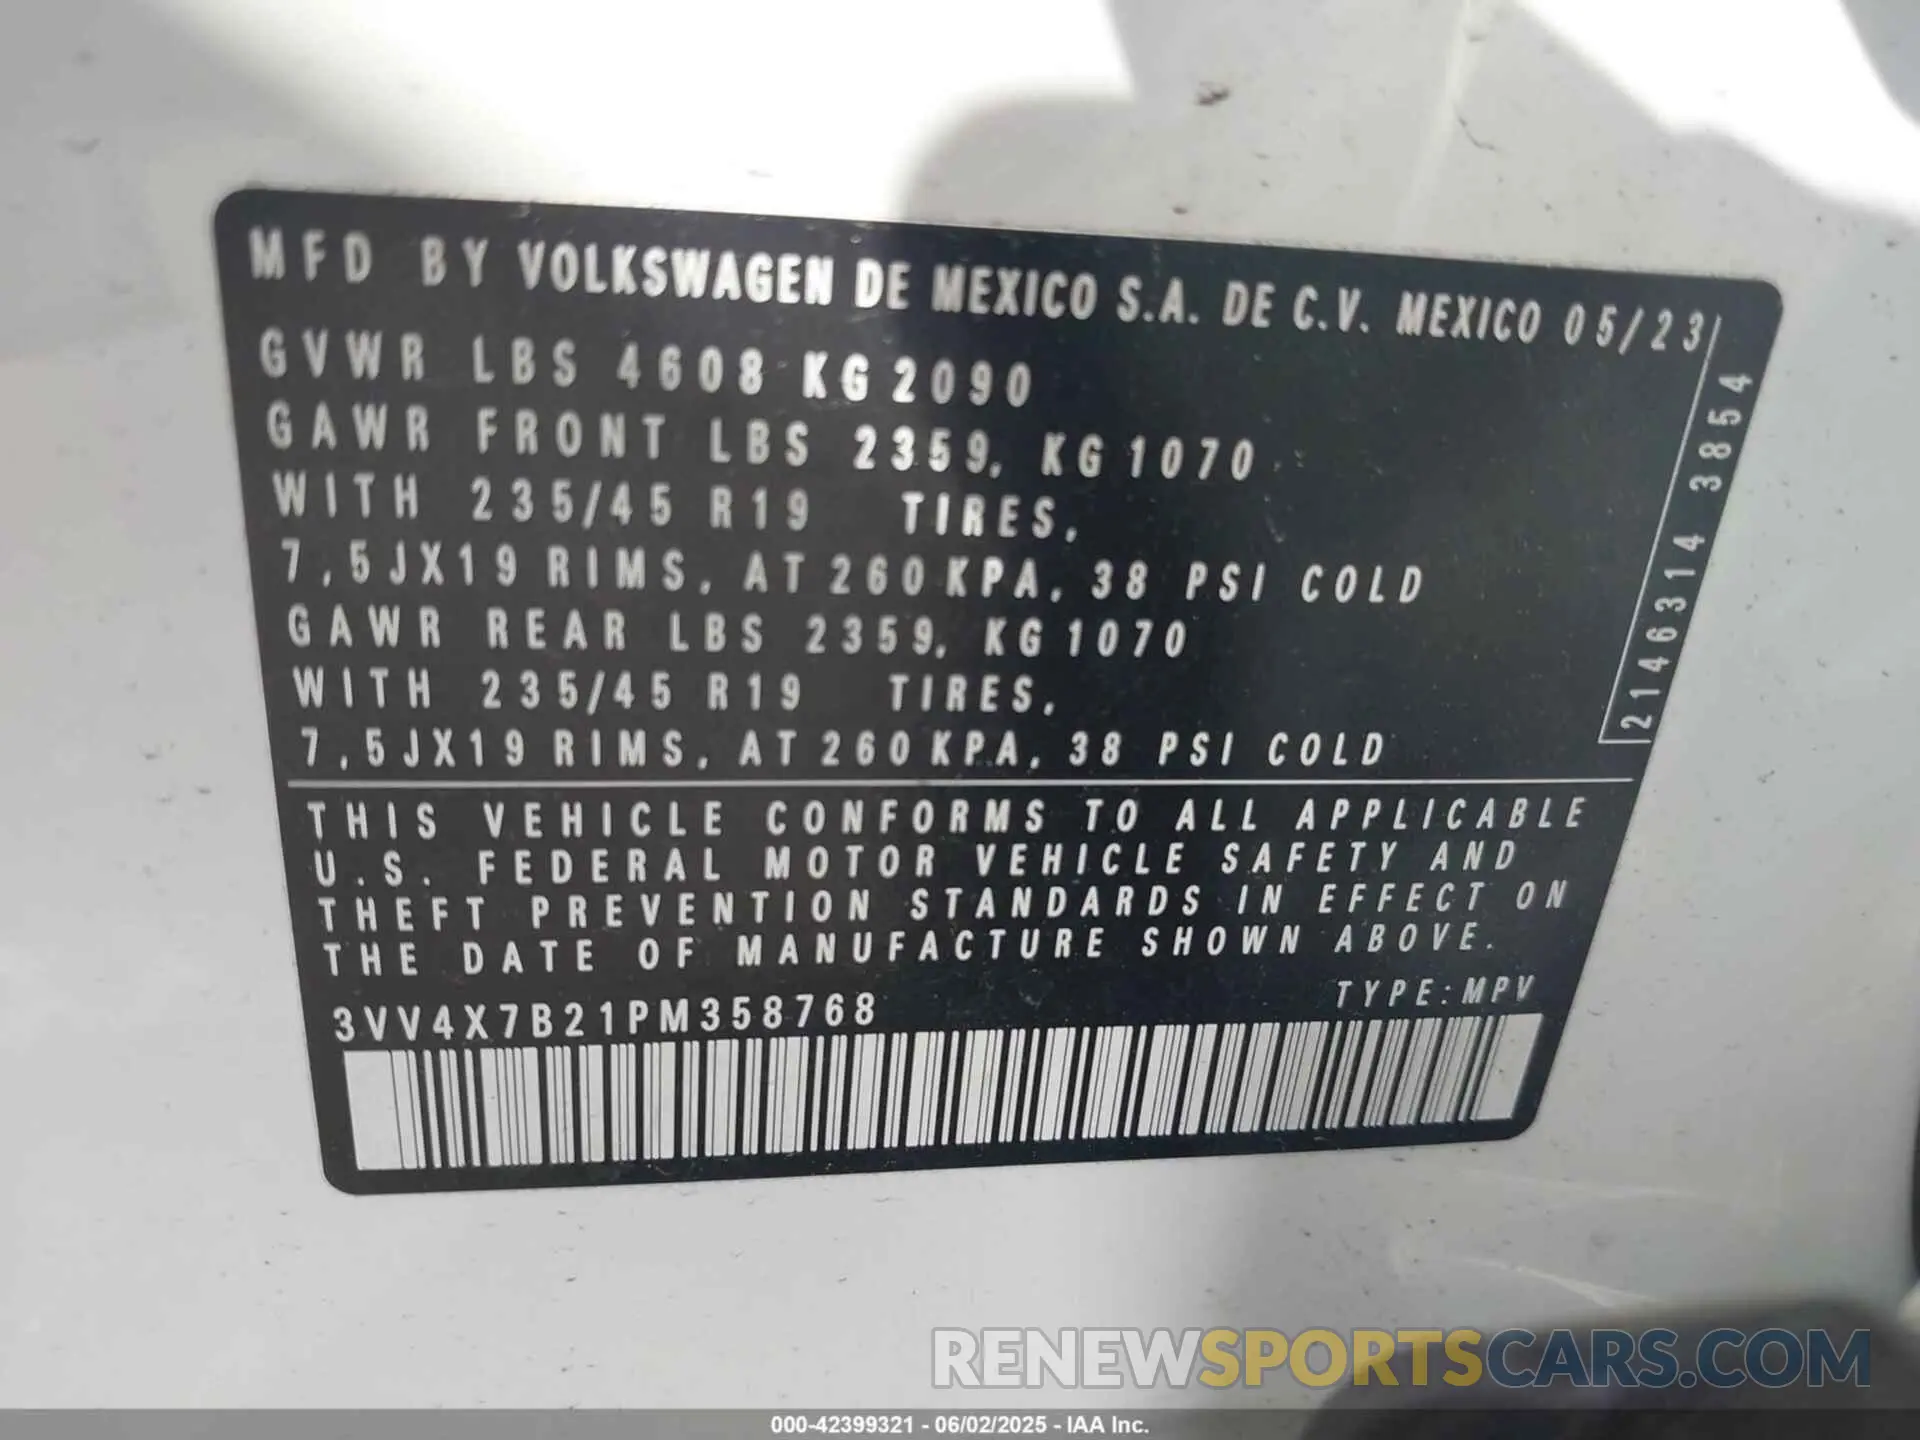 MFD BY VOLKSWAGEN DE MEXICO S.A. DE C.V. MEXICO 05/23
GVWR LBS 4608 KG 2090
GAWR FRONT LBS 2359, KG 1070
WITH 235/45 R19 TIRES,
7,5JX19 RIMS, AT 260 KPA, 38 PSI COLD
GAWR REAR LBS 2359, KG 1070
WITH 235/45 R19 TIRES,
7,5JX19 RIMS, AT 260 KPA, 38 PSI COLD
2146314 3854
THIS VEHICLE CONFORMS TO ALL APPLICABLE
U.S. FEDERAL MOTOR VEHICLE SAFETY AND
THEFT PREVENTION STANDARDS IN EFFECT ON
THE DATE OF MANUFACTURE SHOWN ABOVE.
3VV4X7B21PM358768 TYPE:MPV
RENEWSPORTSCARS.COM
000-42399321 - 06/02/2025 - IAA Inc.